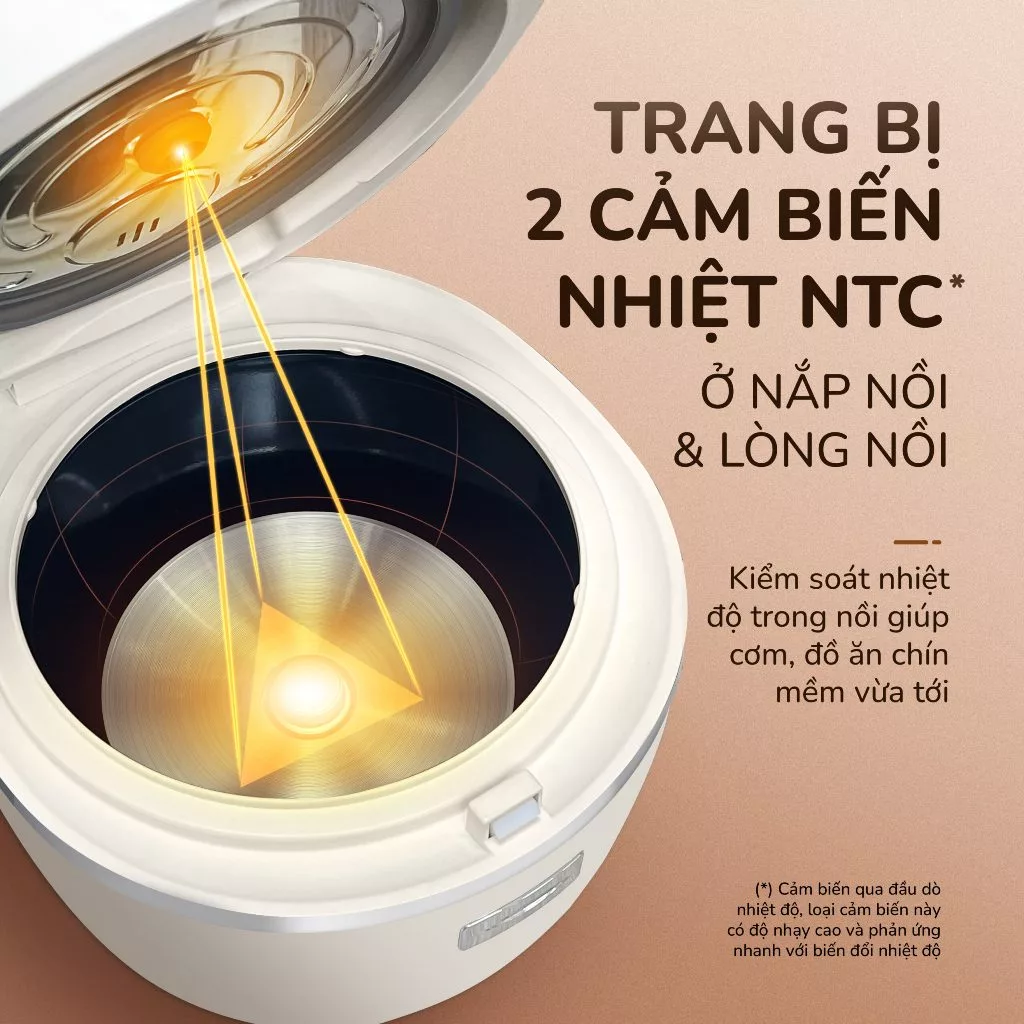 TRANG BỊ
2 CẢM BIẾN
NHIỆT NTC*
Ở NẮP NỒI
& LÒNG NỒI
Kiểm soát nhiệt
độ trong nồi giúp
cơm, đồ ăn chín
mềm vừa tới
(*) Cảm biến qua đầu dò
nhiệt độ, loại cảm biến này
có độ nhạy cao và phản ứng
nhanh với biến đổi nhiệt độ